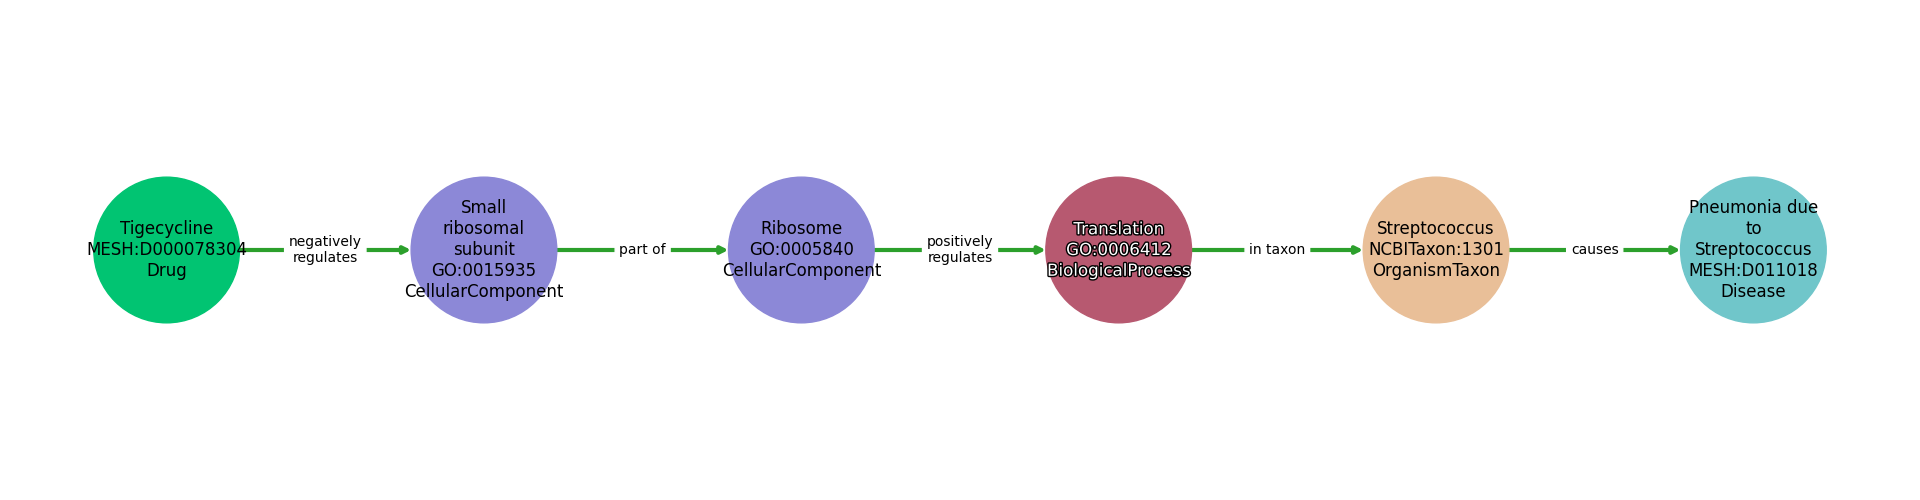 Tigecycline
MESH:D000078304
Drug
negatively
regulates
Small
ribosomal
subunit
GO:0015935
CellularComponent
part of
Ribosome
GO:0005840
CellularComponent
positively
regulates
Translation
GO:0006412
BiologicalProcess
in taxon
Streptococcus
NCBITaxon:1301
OrganismTaxon
causes
Pneumonia due
to
Streptococcus
MESH:D011018
Disease